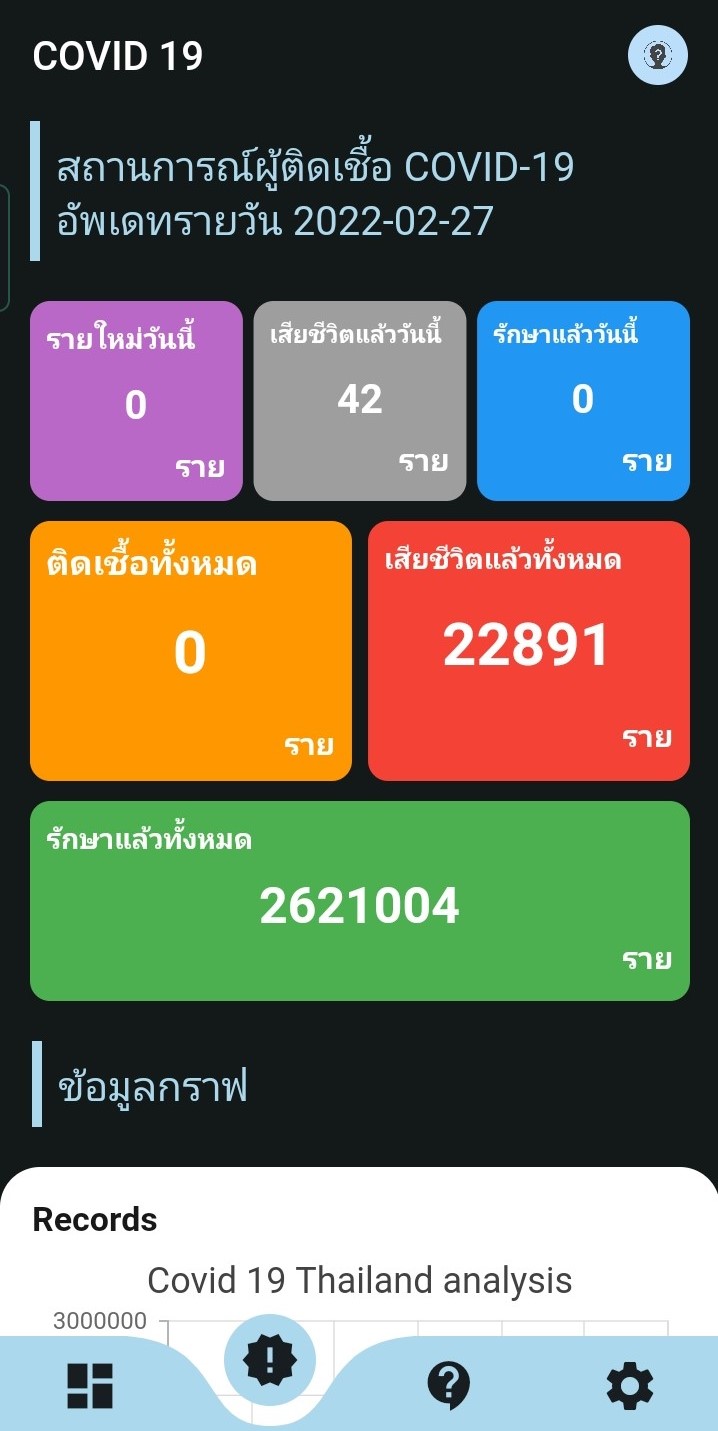 COVID 19
สถานการณ์ผู้ติดเชื้อ COVID-19
อัพเดทรายวัน 2022-02-27
รายใหม่วันนี้
0
ราย
เสียชีวิตแล้ววันนี้
42
ราย
รักษาแล้ววันนี้
0
ราย
ติดเชื้อทั้งหมด
0
ราย
เสียชีวิตแล้วทั้งหมด
22891
ราย
รักษาแล้วทั้งหมด
2621004
ราย
ข้อมูลกราฟ
Records
Covid 19 Thailand analysis
3000000